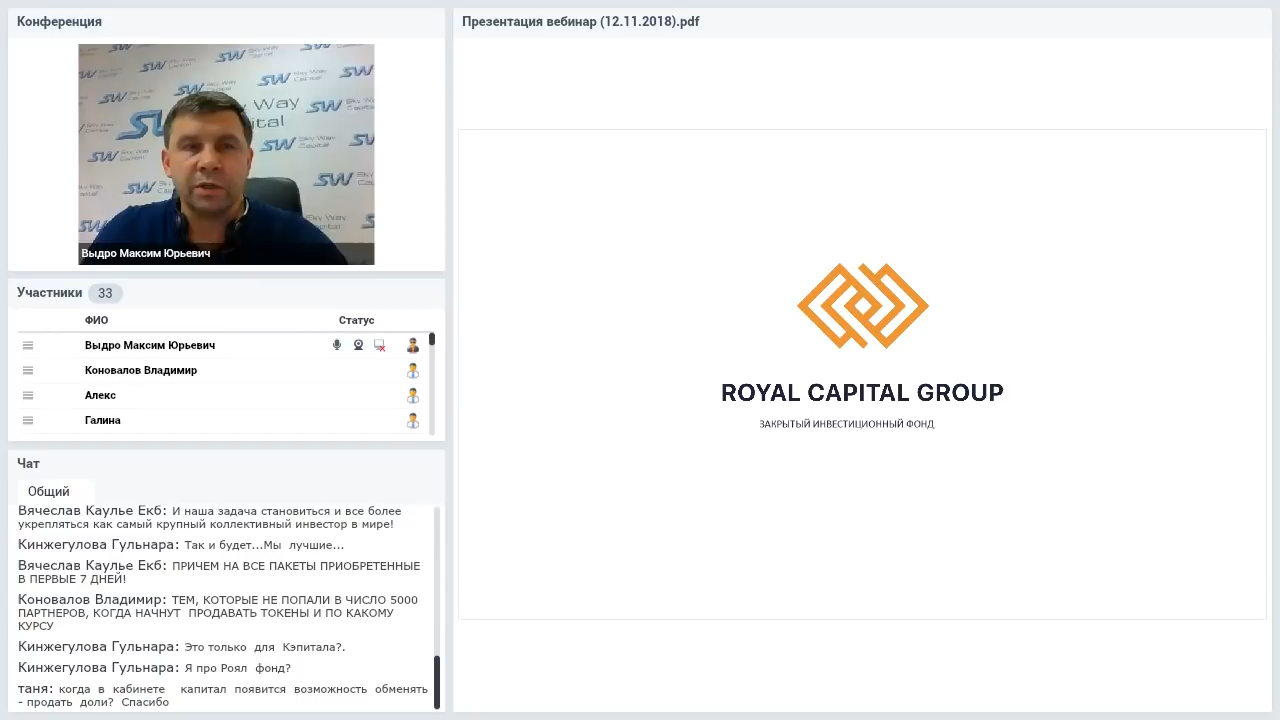 Конференция
SW
Sky Way
Capital
Выдро Максим Юрьевич
Участники 33
ФИО Статус
Выдро Максим Юрьевич
Коновалов Владимир
Алекс
Галина
Чат
Общий
Вячеслав Каулье Екб: И наша задача становиться и все более
укрепляться как самый крупный коллективный инвестор в мире!
Кинжегулова Гульнара: Так и будет...Мы лучшие...
Вячеслав Каулье Екб: ПРИЧЕМ НА ВСЕ ПАКЕТЫ ПРИОБРЕТЕННЫЕ
В ПЕРВЫЕ 7 ДНЕЙ!
Коновалов Владимир: ТЕМ, КОТОРЫЕ НЕ ПОПАЛИ В ЧИСЛО 5000
ПАРТНЕРОВ, КОГДА НАЧНУТ ПРОДАВАТЬ ТОКЕНЫ И ПО КАКОМУ
КУРСУ
Кинжегулова Гульнара: Это только для Кэпитала?.
Кинжегулова Гульнара: Я про Роял фонд?
таня: когда в кабинете капитал появится возможность обменять
- продать доли? Спасибо
Презентация вебинар (12.11.2018).pdf
ROYAL CAPITAL GROUP
ЗАКРЫТЫЙ ИНВЕСТИЦИОННЫЙ ФОНД